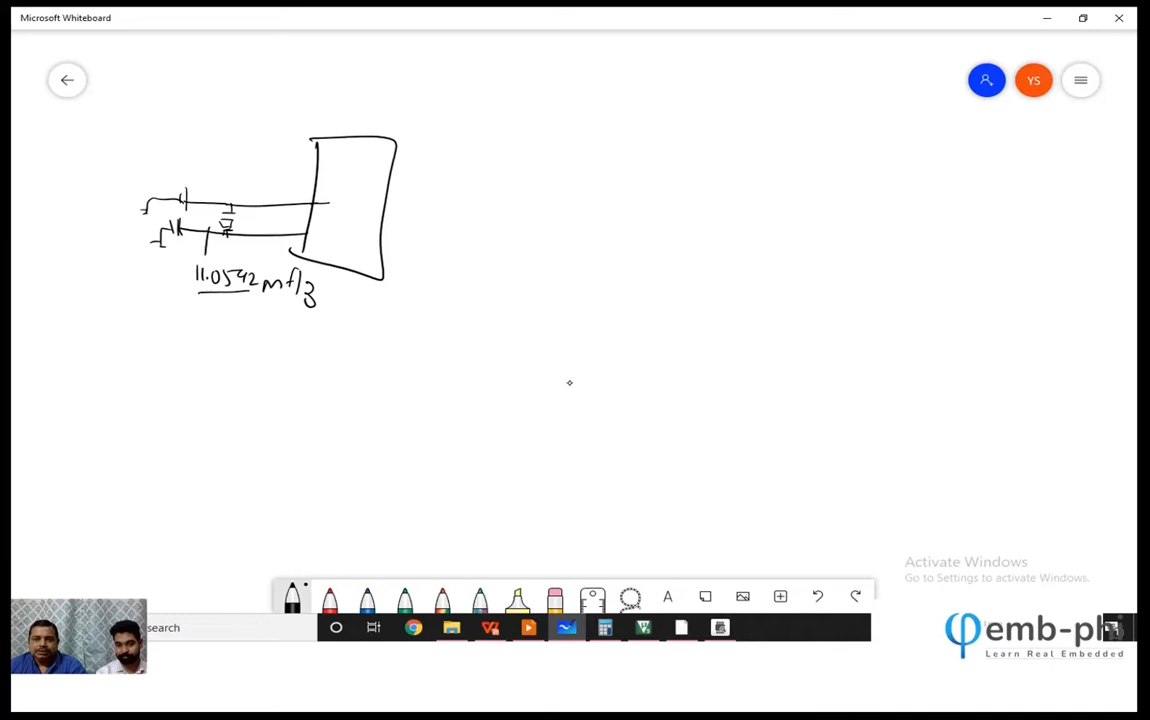 Microsoft Whiteboard
YS
11.0592 MHz
A
Activate Windows
Go to Settings to activate Windows.
search
emb-phi
Learn Real Embedded